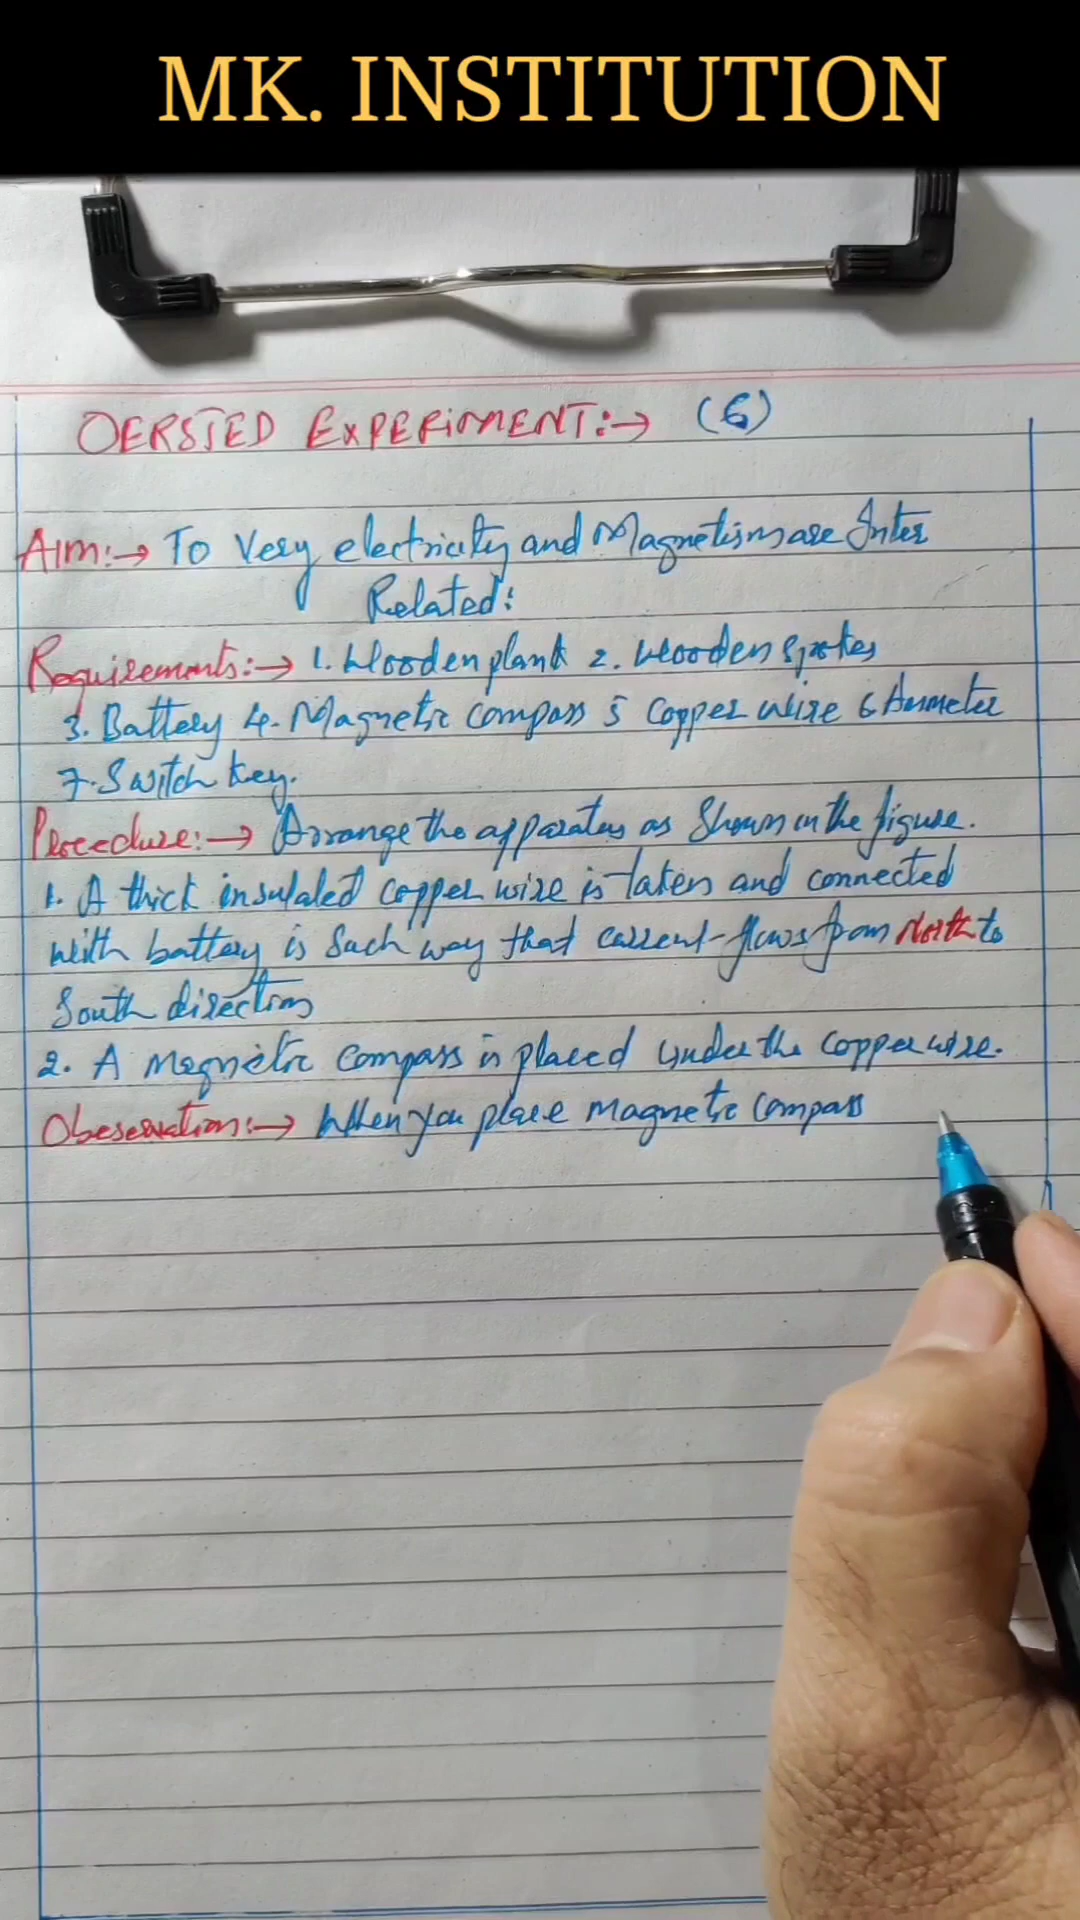 MK. INSTITUTION
OERSTED EXPERIMENT:→ (6)
Aim:→ To Very electricity and Magnetism are Inter
Related:
Requirements:→ 1. Wooden plank 2. Wooden Spokes
3. Battery 4. Magnetic compass 5 Copper wire 6 Ammeter
7. Switch key.
Procedure:→ Arrange the apparatus as Shown in the figure.
1. A thick insulated copper wire is taken and connected
with battery is Such way that current flows from North to
South direction
2. A Magnetic Compass is placed under the copper wire.
Obeservation:→ When you place magnetic compass